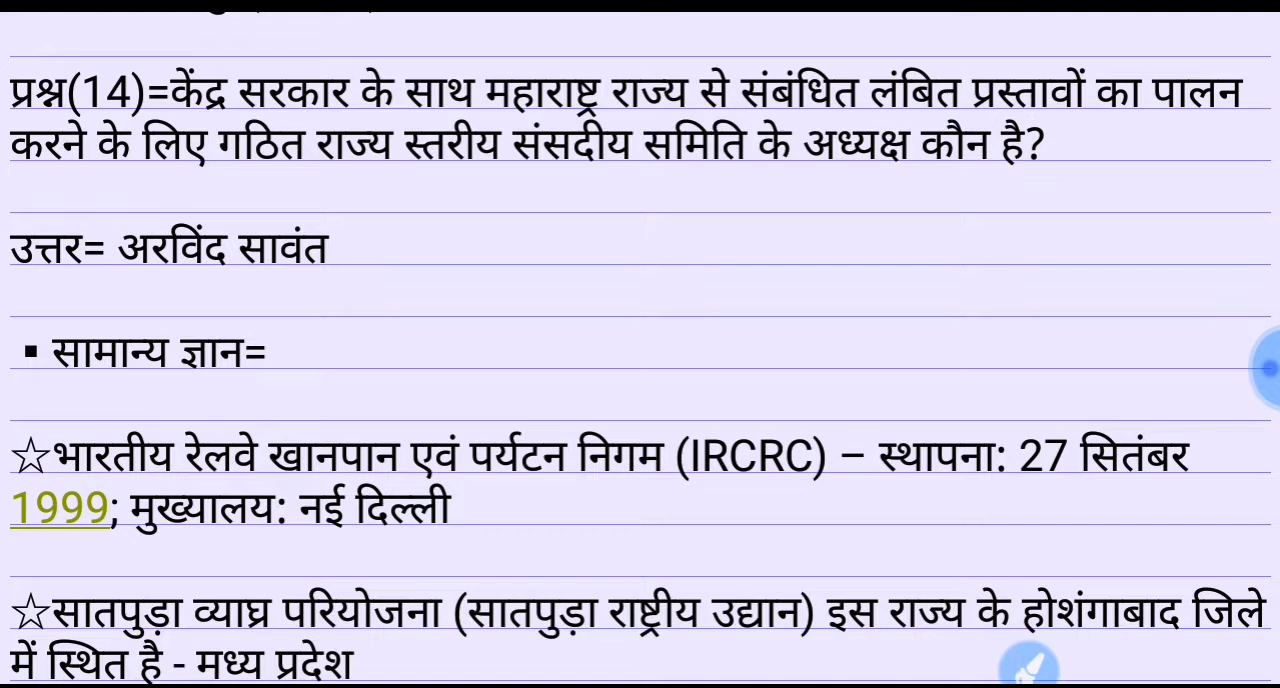 प्रश्न(14)=केंद्र सरकार के साथ महाराष्ट्र राज्य से संबंधित लंबित प्रस्तावों का पालन
करने के लिए गठित राज्य स्तरीय संसदीय समिति के अध्यक्ष कौन है?
उत्तर= अरविंद सावंत
▪ सामान्य ज्ञान=
☆भारतीय रेलवे खानपान एवं पर्यटन निगम (IRCRC) – स्थापना: 27 सितंबर
1999; मुख्यालय: नई दिल्ली
☆सातपुड़ा व्याघ्र परियोजना (सातपुड़ा राष्ट्रीय उद्यान) इस राज्य के होशंगाबाद जिले
में स्थित है - मध्य प्रदेश